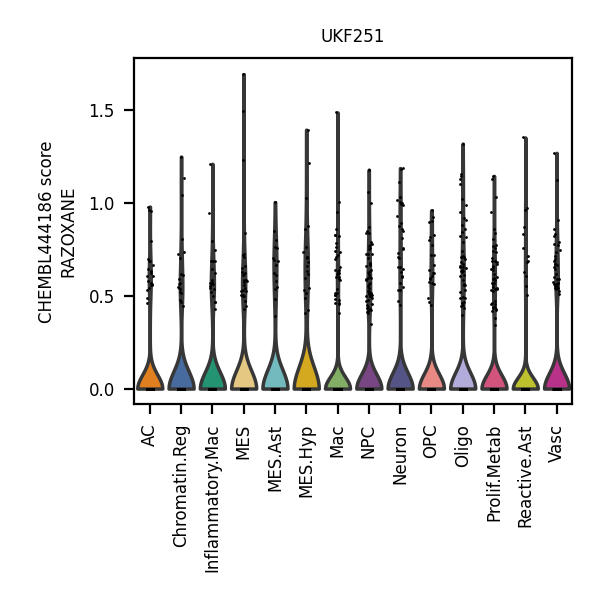 UKF251
CHEMBL444186 score
RAZOXANE
1.5
1.0
0.5
0.0
AC
Chromatin.Reg
Inflammatory.Mac
MES
MES.Ast
MES.Hyp
Mac
NPC
Neuron
OPC
Oligo
Prolif.Metab
Reactive.Ast
Vasc